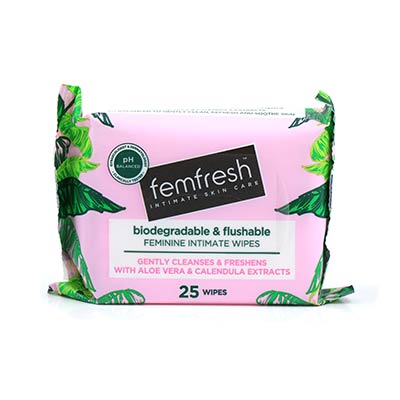 pH
BALANCED
femfresh™
INTIMATE SKIN CARE
biodegradable & flushable
FEMININE INTIMATE WIPES
GENTLY CLEANSES & FRESHENS
WITH ALOE VERA & CALENDULA EXTRACTS
25 WIPES